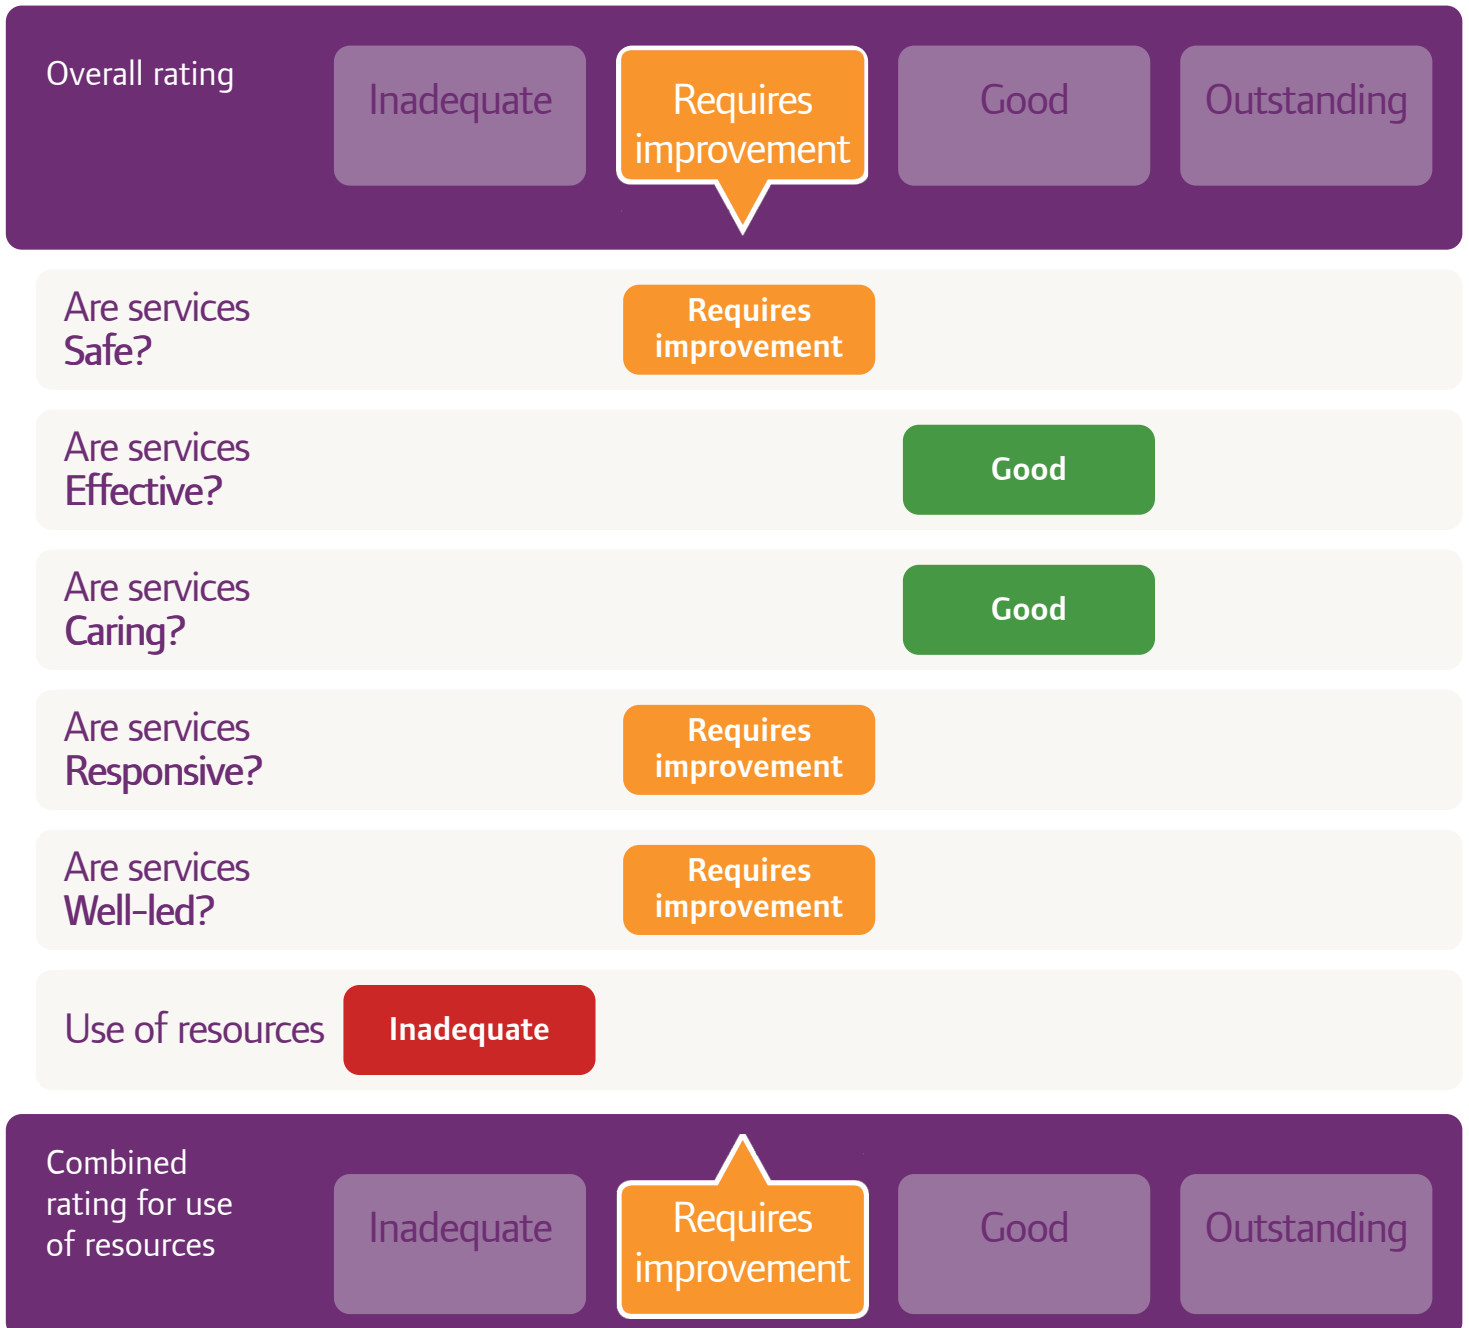 Overall rating
Inadequate
Requires
improvement
Good
Outstanding
Are services
Safe?
Requires
improvement
Are services
Effective?
Good
Are services
Caring?
Good
Are services
Responsive?
Requires
improvement
Are services
Well-led?
Requires
improvement
Use of resources
Inadequate
Combined
rating for use
of resources
Inadequate
Requires
improvement
Good
Outstanding